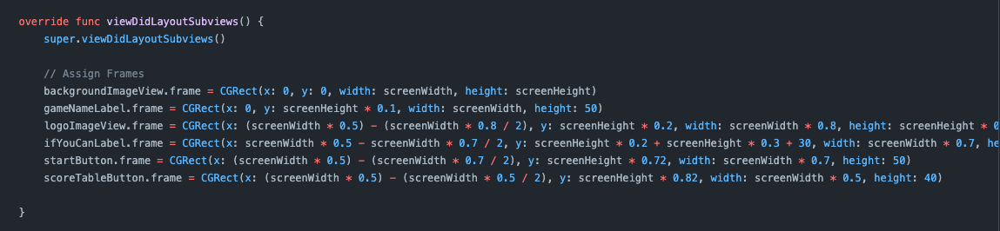 override func viewDidLayoutSubviews() {
super.viewDidLayoutSubviews()
// Assign Frames
backgroundImageView.frame = CGRect(x: 0, y: 0, width: screenWidth, height: screenHeight)
gameNameLabel.frame = CGRect(x: 0, y: screenHeight * 0.1, width: screenWidth, height: 50)
logoImageView.frame = CGRect(x: (screenWidth * 0.5) - (screenWidth * 0.8 / 2), y: screenHeight * 0.2, width: screenWidth * 0.8, height: screenHeight * 0
ifYouCanLabel.frame = CGRect(x: screenWidth * 0.5 - screenWidth * 0.7 / 2, y: screenHeight * 0.2 + screenHeight * 0.3 + 30, width: screenWidth * 0.7, he
startButton.frame = CGRect(x: (screenWidth * 0.5) - (screenWidth * 0.7 / 2), y: screenHeight * 0.72, width: screenWidth * 0.7, height: 50)
scoreTableButton.frame = CGRect(x: (screenWidth * 0.5) - (screenWidth * 0.5 / 2), y: screenHeight * 0.82, width: screenWidth * 0.5, height: 40)
}